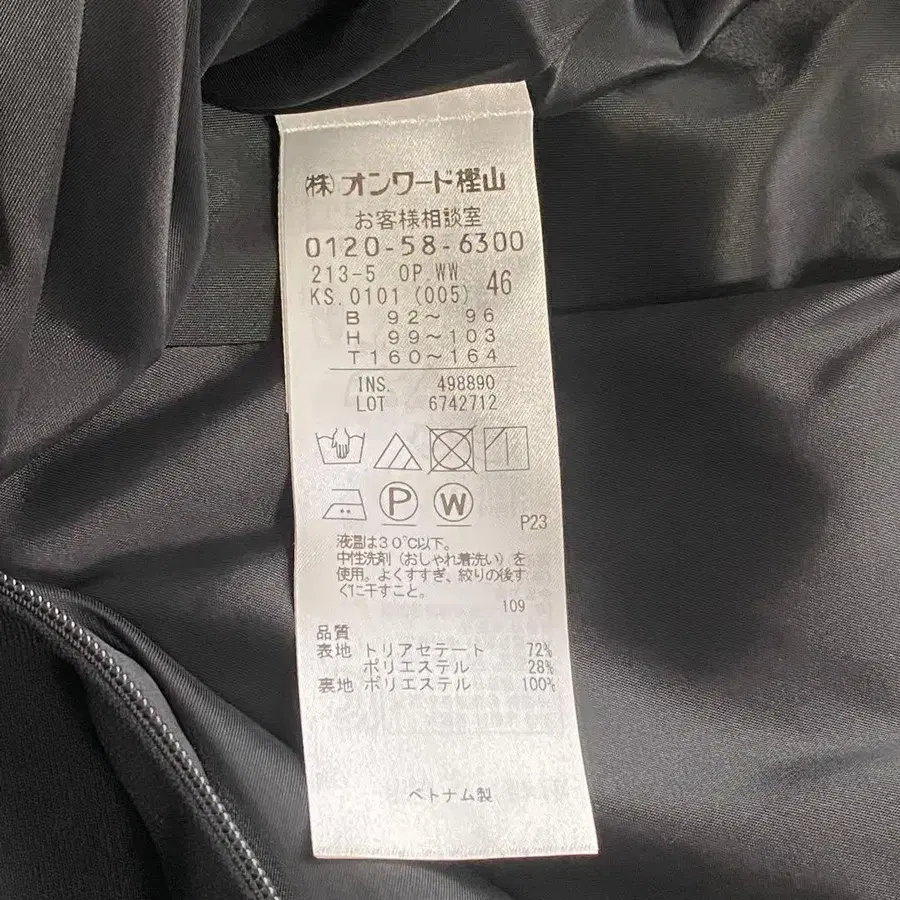 (株)オンワード樫山
お客様相談室
0120-58-6300
213-5 OP.WW
KS.0101 (005) 46
B 92～ 96
H 99～103
T160～164
INS. 498890
LOT 6742712
P W
P23
液温は30℃以下。
中性洗剤（おしゃれ着洗い）を
使用。よくすすぎ、絞りの後す
ぐに干すこと。
109
品質
表地 トリアセテート 72%
ポリエステル 28%
裏地 ポリエステル 100%
ベトナム製